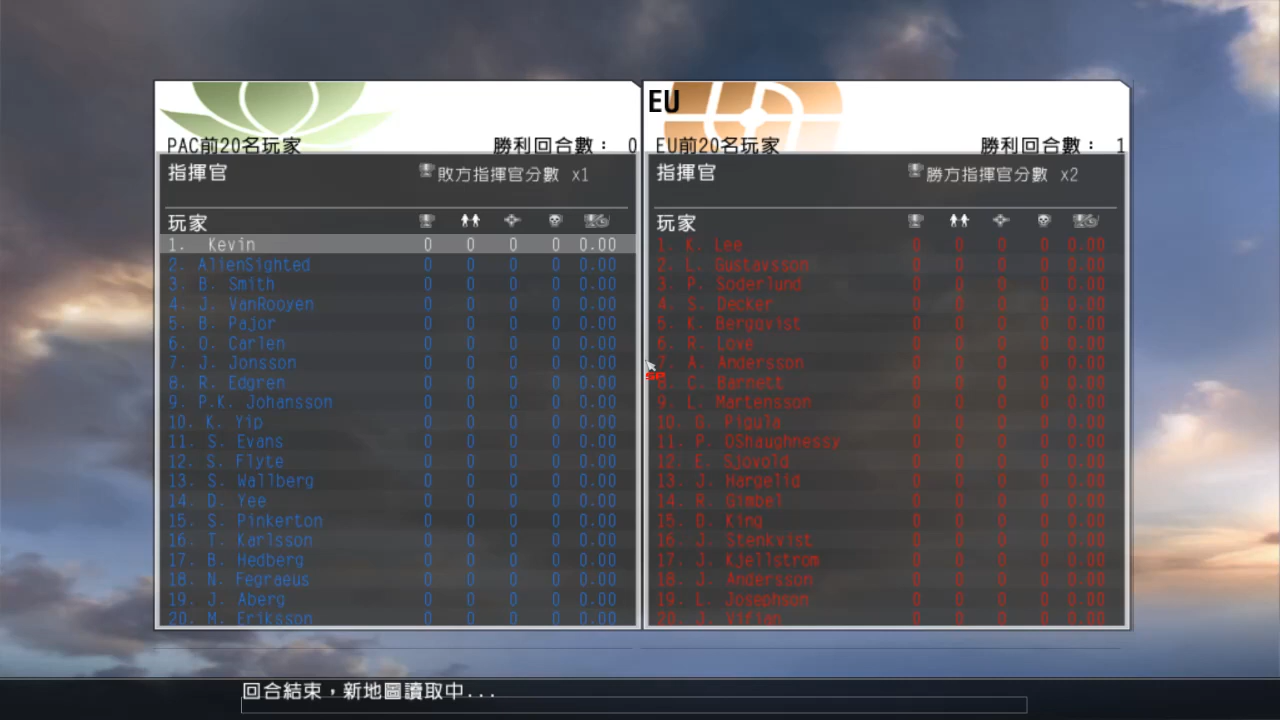 EU
PAC前20名玩家 勝利回合數： 0
指揮官 敗方指揮官分數 x1
玩家
1. Kevin 0 0 0 0 0.00
2. AlienSighted 0 0 0 0 0.00
3. B. Smith 0 0 0 0 0.00
4. J. VanRooyen 0 0 0 0 0.00
5. B. Pajor 0 0 0 0 0.00
6. O. Carlen 0 0 0 0 0.00
7. J. Jonsson 0 0 0 0 0.00
8. R. Edgren 0 0 0 0 0.00
9. P.K. Johansson 0 0 0 0 0.00
10. K. Yip 0 0 0 0 0.00
11. S. Evans 0 0 0 0 0.00
12. S. Flyte 0 0 0 0 0.00
13. S. Wallberg 0 0 0 0 0.00
14. D. Yee 0 0 0 0 0.00
15. S. Pinkerton 0 0 0 0 0.00
16. T. Karlsson 0 0 0 0 0.00
17. B. Hedberg 0 0 0 0 0.00
18. N. Fegraeus 0 0 0 0 0.00
19. J. Aberg 0 0 0 0 0.00
20. M. Eriksson 0 0 0 0 0.00
EU前20名玩家 勝利回合數： 1
指揮官 勝方指揮官分數 x2
玩家
1. K. Lee 0 0 0 0 0.00
2. L. Gustavsson 0 0 0 0 0.00
3. P. Soderlund 0 0 0 0 0.00
4. S. Decker 0 0 0 0 0.00
5. K. Bergqvist 0 0 0 0 0.00
6. R. Love 0 0 0 0 0.00
7. A. Andersson 0 0 0 0 0.00
8. C. Barnett 0 0 0 0 0.00
9. L. Martensson 0 0 0 0 0.00
10. G. Pigula 0 0 0 0 0.00
11. P. OShaughnessy 0 0 0 0 0.00
12. E. Sjovold 0 0 0 0 0.00
13. J. Hargelid 0 0 0 0 0.00
14. R. Gimbel 0 0 0 0 0.00
15. D. King 0 0 0 0 0.00
16. J. Stenkvist 0 0 0 0 0.00
17. J. Kjellstrom 0 0 0 0 0.00
18. J. Andersson 0 0 0 0 0.00
19. L. Josephson 0 0 0 0 0.00
20. J. Vifian 0 0 0 0 0.00
回合結束，新地圖讀取中...